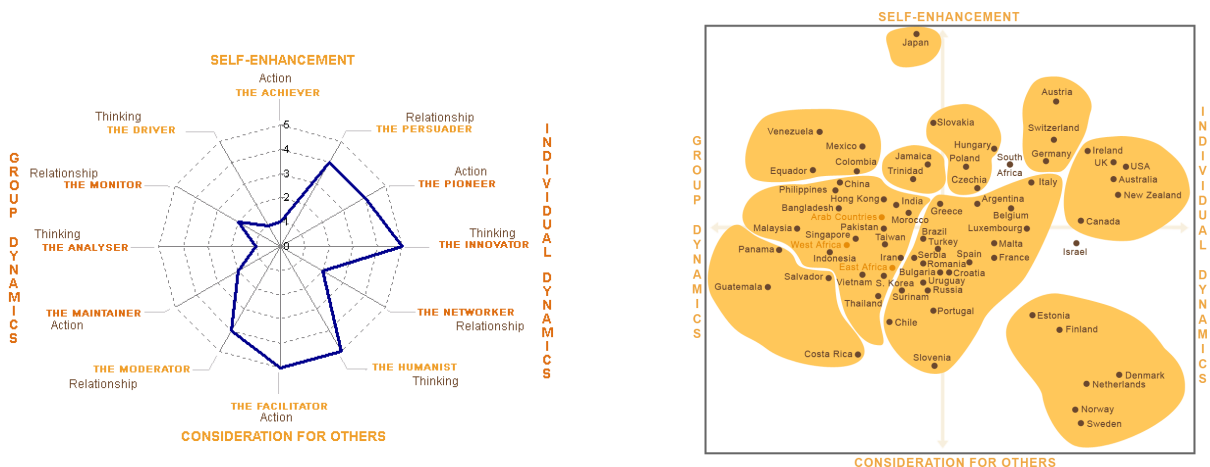 SELF-ENHANCEMENT
Action
THE ACHIEVER
Thinking
THE DRIVER
Relationship
THE PERSUADER
Relationship
THE MONITOR
Action
THE PIONEER
Thinking
THE ANALYSER
Thinking
THE INNOVATOR
THE MAINTAINER
Action
THE NETWORKER
Relationship
THE MODERATOR
Relationship
THE HUMANIST
Thinking
THE FACILITATOR
Action
CONSIDERATION FOR OTHERS
GROUP DYNAMICS
INDIVIDUAL DYNAMICS
5
4
3
2
1
0
SELF-ENHANCEMENT
GROUP DYNAMICS
INDIVIDUAL DYNAMICS
Japan
Austria
Slovakia
Switzerland
Venezuela
Mexico
Hungary
Germany
Ireland
UK
USA
Colombia
Jamaica
Poland
South
Africa
Equador
Trinidad
Czechia
Italy
Australia
China
Philippines
New Zealand
Hong Kong
India
Greece
Argentina
Bangladesh
Morocco
Belgium
Arab Countries
Canada
Malaysia
Pakistan
Luxembourg
Singapore
Brazil
Taiwan
West Africa
Turkey
Malta
Israel
Panama
Indonesia
Iran
Serbia
Spain
France
East Africa
Romania
Salvador
Vietnam
S. Korea
Bulgaria
Croatia
Uruguay
Guatemala
Thailand
Surinam
Russia
Portugal
Chile
Estonia
Finland
Costa Rica
Slovenia
Denmark
Netherlands
Norway
Sweden
CONSIDERATION FOR OTHERS